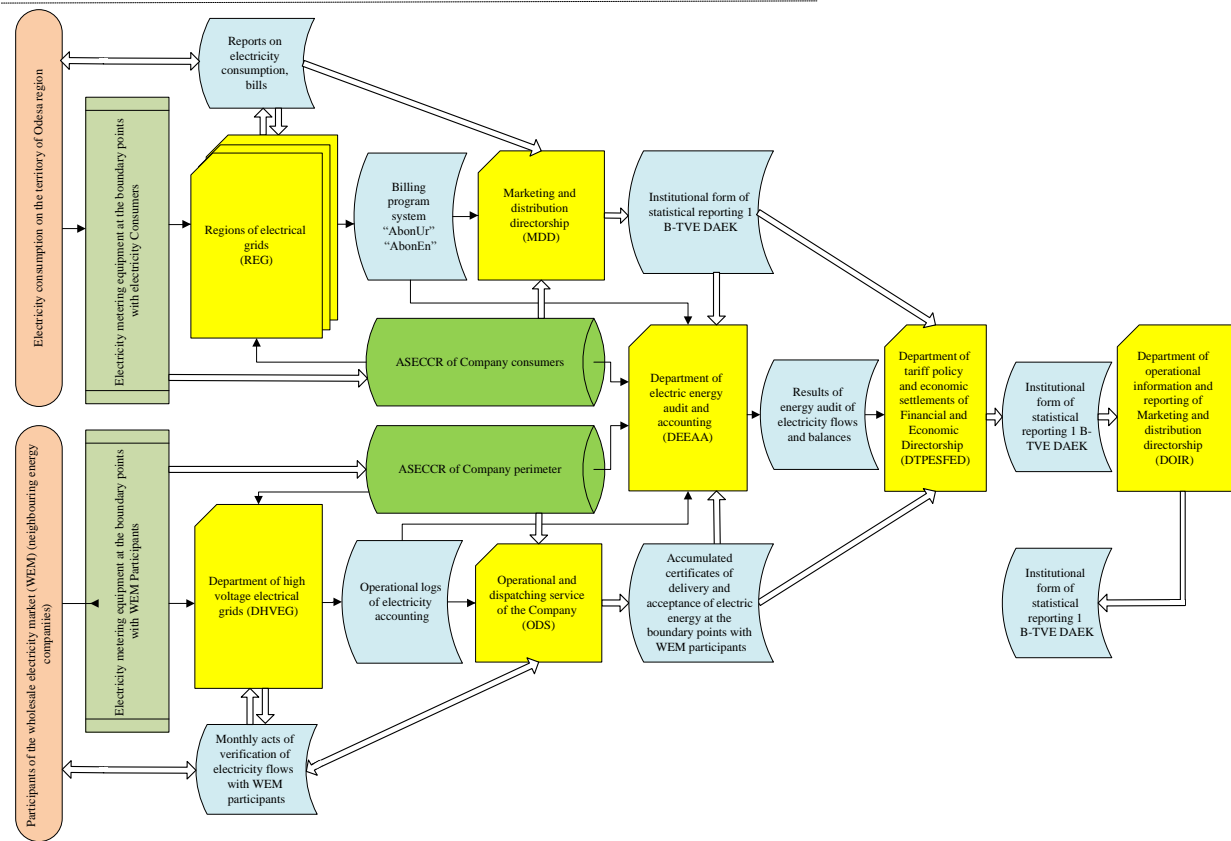 Electricity consumption on the territory of Odesa region
Electricity metering equipment at the boundary points
with electricity Consumers
Reports on
electricity
consumption,
bills
Regions of electrical
grids
(REG)
Billing
program
system
“AbonUr”
“AbonEn”
Marketing and
distribution
directorship
(MDD)
Institutional form of
statistical reporting 1
B-TVE DAEK
ASECCR of Company consumers
Department of
electric energy
audit and
accounting
(DEEAA)
Results of
energy audit of
electricity flows
and balances
Department of
tariff policy
and economic
settlements of
Financial and
Economic
Directorship
(DTPESFED)
Institutional
form of
statistical
reporting 1 B-
TVE DAEK
Department of
operational
information and
reporting of
Marketing and
distribution
directorship
(DOIR)
Participants of the wholesale electricity market (WEM) (neighbouring energy
companies)
Electricity metering equipment at the boundary points
with WEM Participants
ASECCR of Company perimeter
Department of high
voltage electrical
grids (DHVEG)
Operational logs
of electricity
accounting
Operational and
dispatching service
of the Company
(ODS)
Accumulated
certificates of
delivery and
acceptance of electric
energy at the
boundary points with
WEM participants
Institutional
form of
statistical
reporting 1
B-TVE DAEK
Monthly acts of
verification of
electricity flows
with WEM
participants